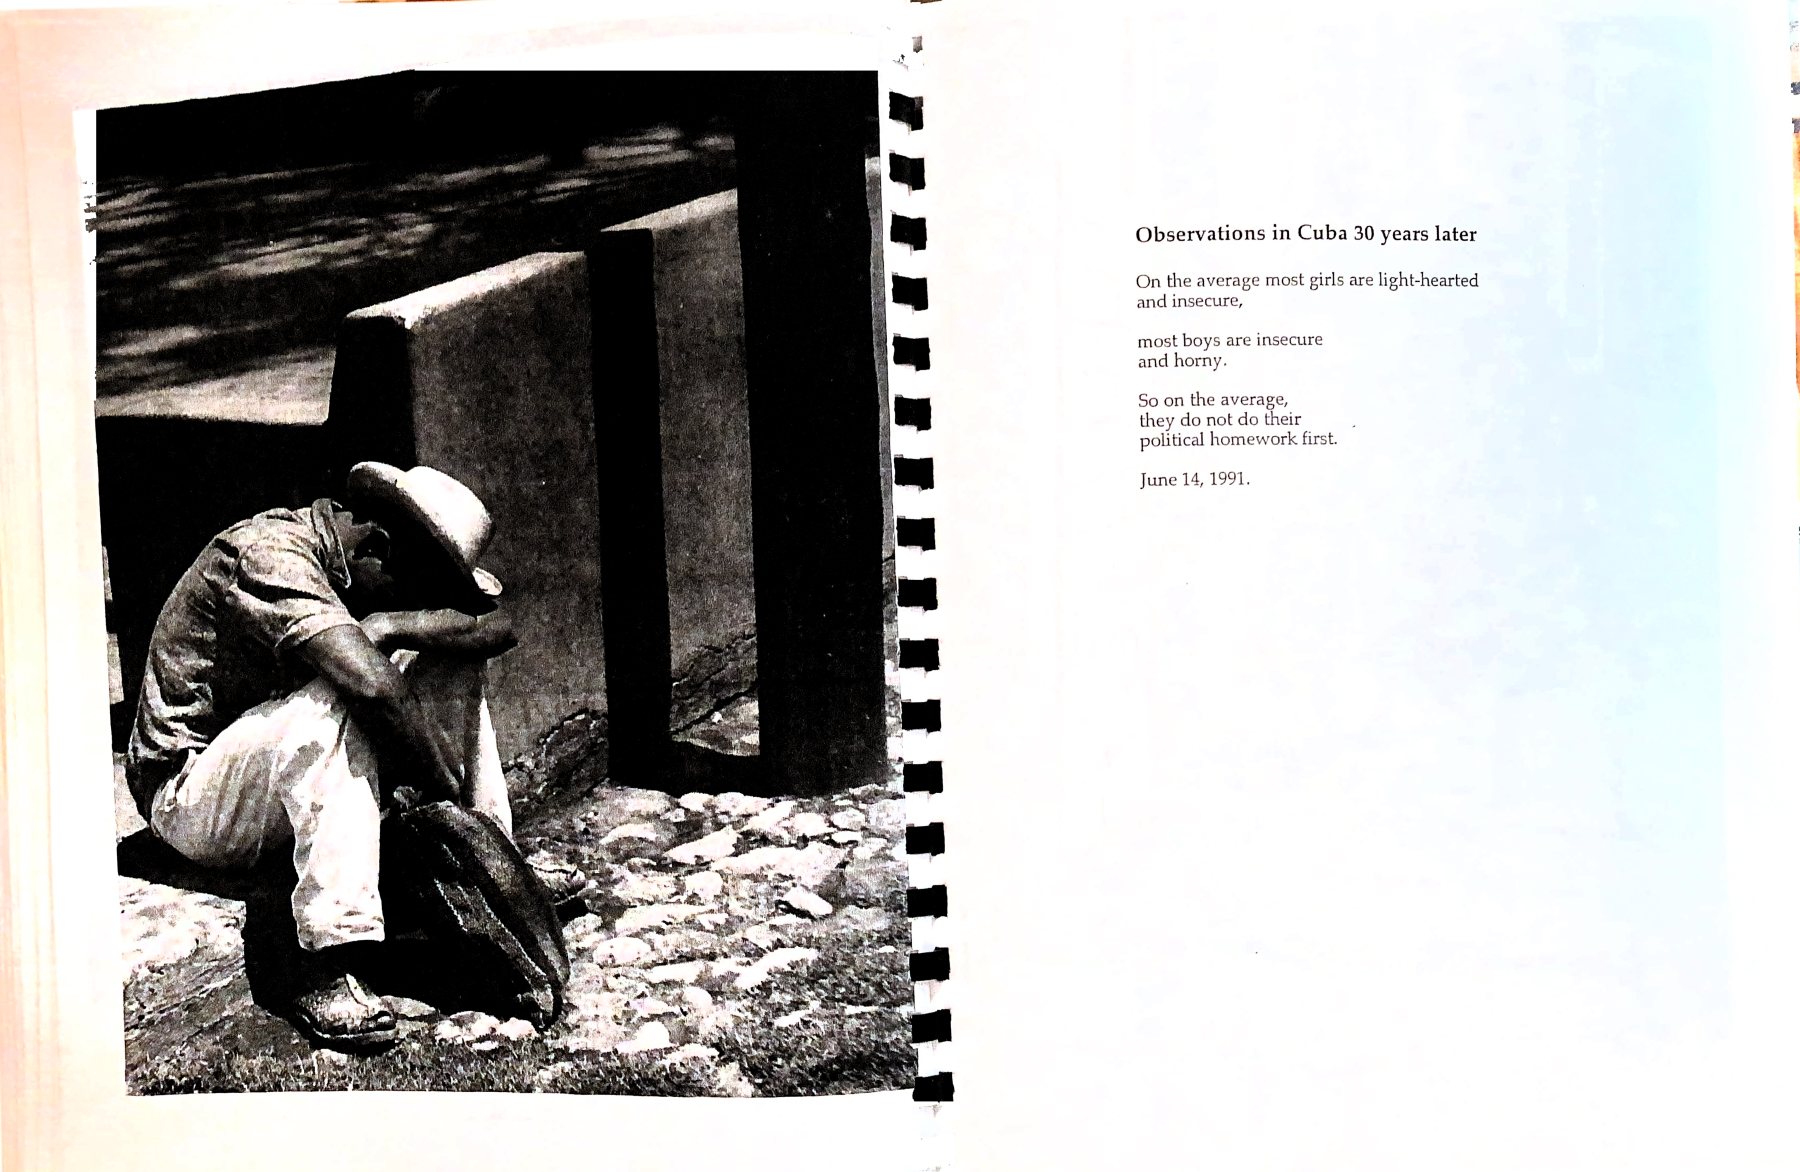 Observations in Cuba 30 years later
On the average most girls are light-hearted
and insecure,
most boys are insecure
and horny.
So on the average,
they do not do their
political homework first.
June 14, 1991.